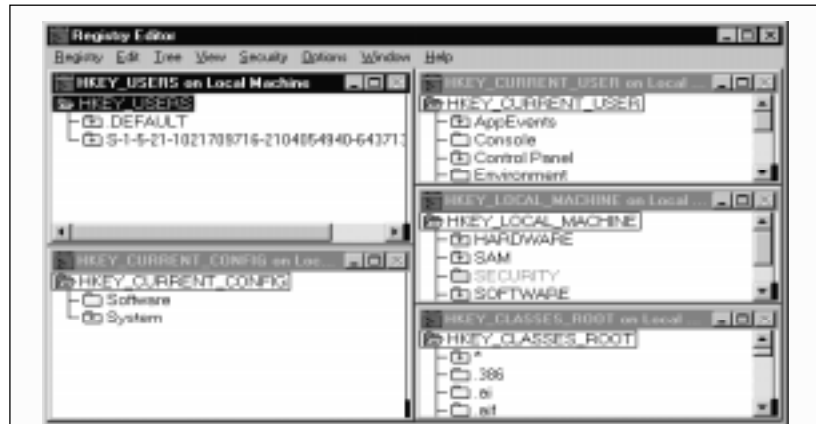 Registry Editor
Registry Edit Tree View Security Options Window Help
HKEY_USERS on Local Machine
HKEY_USERS
.DEFAULT
S-1-5-21-1021709716-2104054940-64371
HKEY_CURRENT_CONFIG on Loc...
HKEY_CURRENT_CONFIG
Software
System
HKEY_CURRENT_USER on Local ...
HKEY_CURRENT_USER
AppEvents
Console
Control Panel
Environment
HKEY_LOCAL_MACHINE on Local ...
HKEY_LOCAL_MACHINE
HARDWARE
SAM
SECURITY
SOFTWARE
HKEY_CLASSES_ROOT on Local ...
HKEY_CLASSES_ROOT
*
.386
.ai
.aif